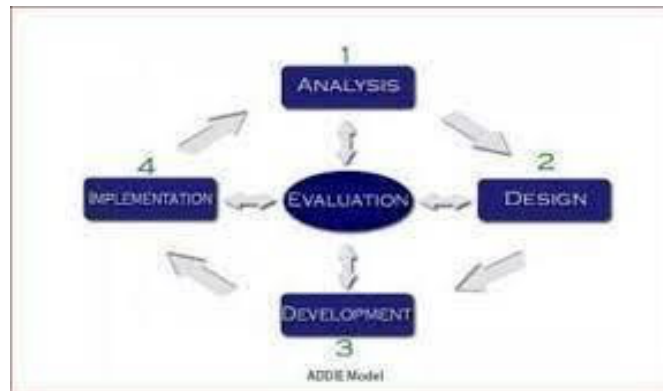 1
ANALYSIS
4
2
IMPLEMENTATION
EVALUATION
DESIGN
DEVELOPMENT
3
ADDIE Model